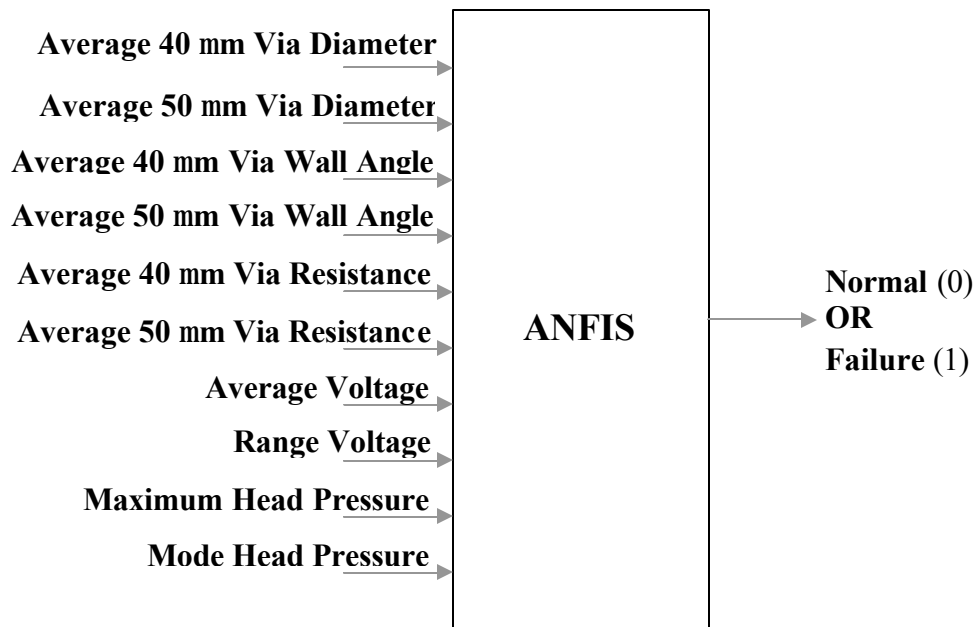 Average 40 mm Via Diameter
Average 50 mm Via Diameter
Average 40 mm Via Wall Angle
Average 50 mm Via Wall Angle
Average 40 mm Via Resistance
Average 50 mm Via Resistance
Average Voltage
Range Voltage
Maximum Head Pressure
Mode Head Pressure
ANFIS
Normal (0)
OR
Failure (1)